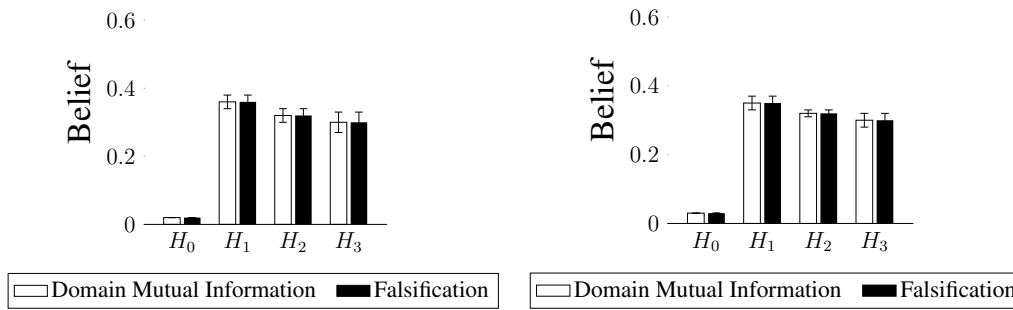 0.6
0.4
0.2
0
Belief
H₀ H₁ H₂ H₃
Domain Mutual Information Falsification
0.6
0.4
0.2
0
Belief
H₀ H₁ H₂ H₃
Domain Mutual Information Falsification